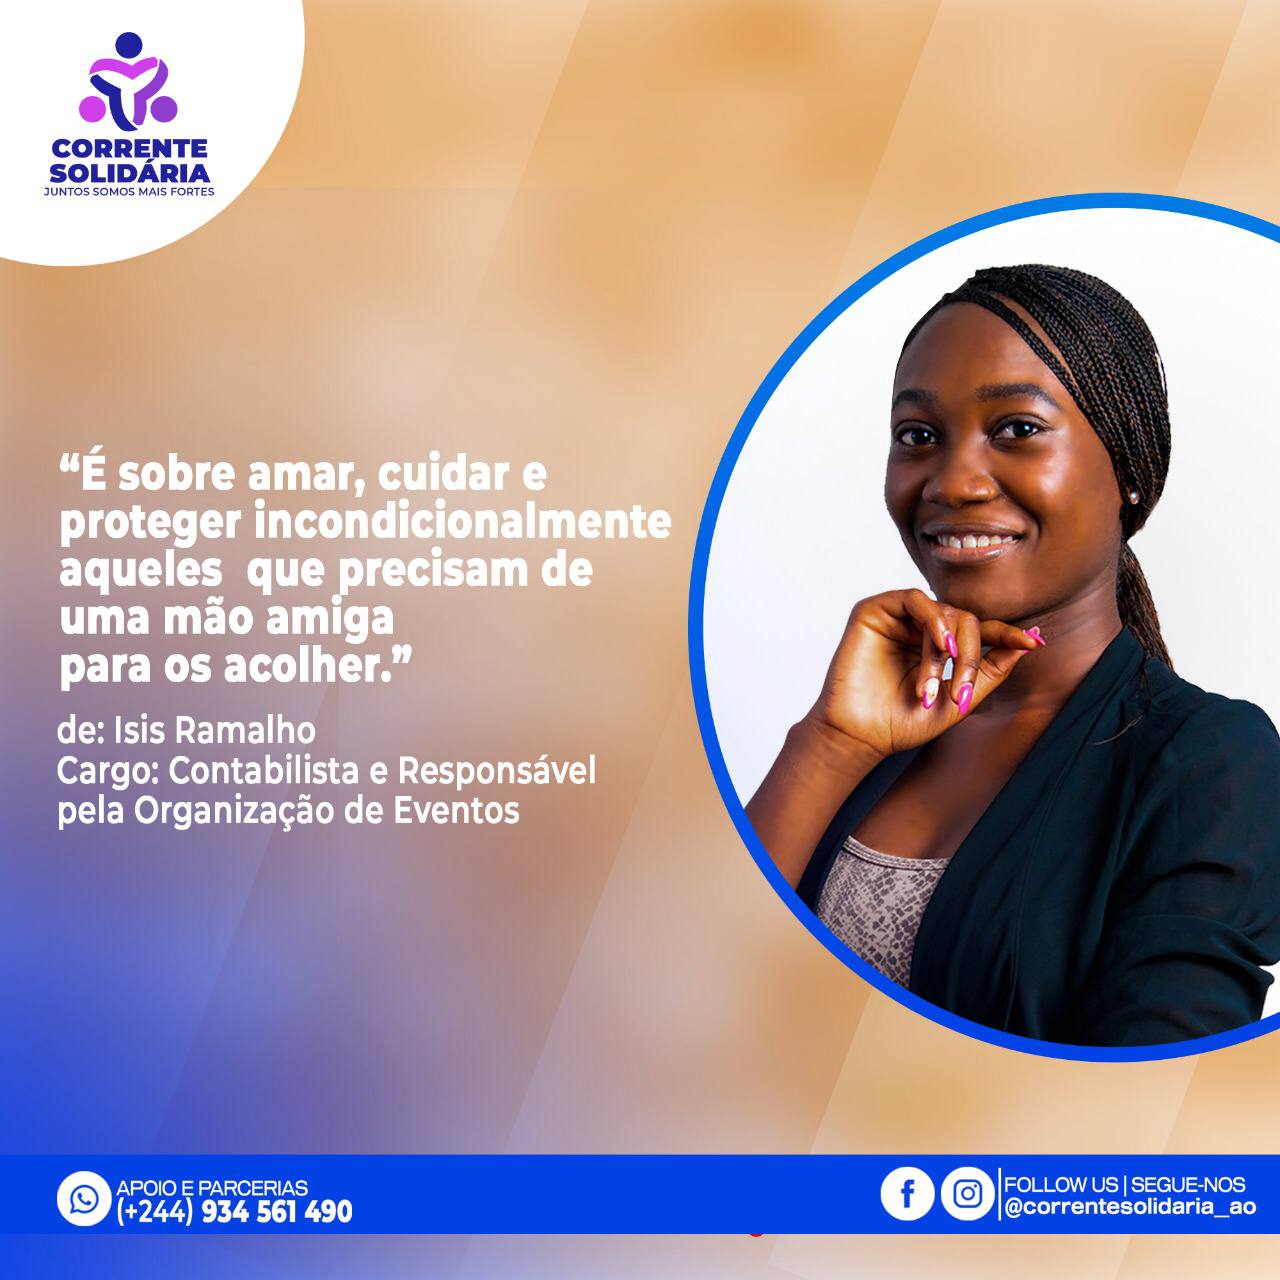 CORRENTE
SOLIDÁRIA
JUNTOS SOMOS MAIS FORTES
“É sobre amar, cuidar e
proteger incondicionalmente
aqueles  que precisam de
uma mão amiga
para os acolher.”
de: Isis Ramalho
Cargo: Contabilista e Responsável
pela Organização de Eventos
APOIO E PARCERIAS
(+244) 934 561 490
FOLLOW US | SEGUE-NOS
@correntesolidaria_ao